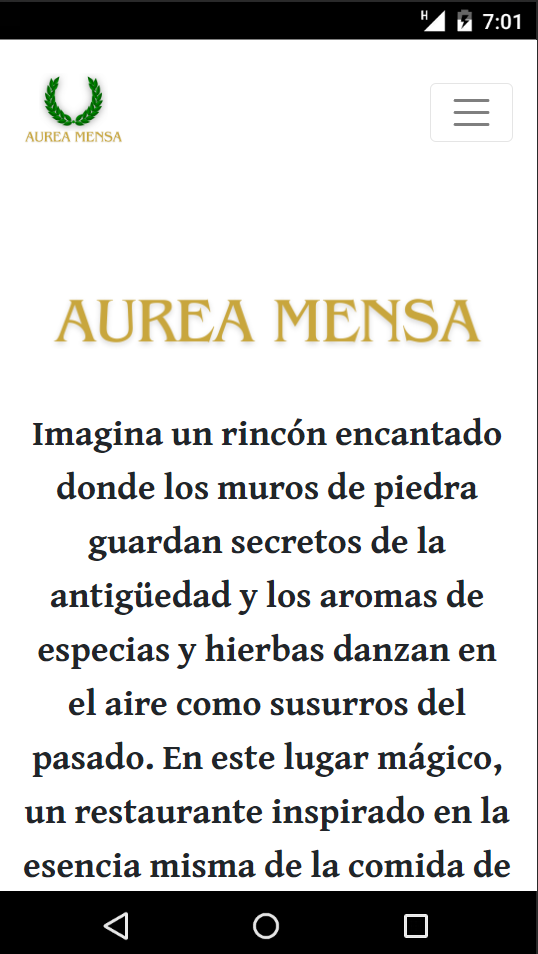 H 7:01
AUREA MENSA
AUREA MENSA
Imagina un rincón encantado
donde los muros de piedra
guardan secretos de la
antigüedad y los aromas de
especias y hierbas danzan en
el aire como susurros del
pasado. En este lugar mágico,
un restaurante inspirado en la
esencia misma de la comida de